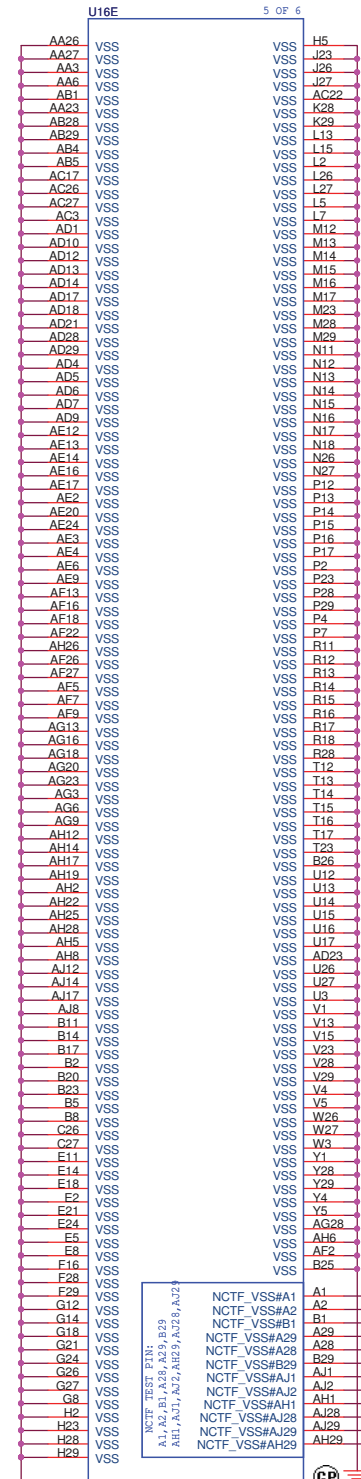 U16E 5 OF 6
AA26 VSS VSS H5
AA27 VSS VSS J23
AA3 VSS VSS J26
AA6 VSS VSS J27
AB1 VSS VSS AC22
AA23 VSS VSS K28
AB28 VSS VSS K29
AB29 VSS VSS L13
AB4 VSS VSS L15
AB5 VSS VSS L2
AC17 VSS VSS L26
AC26 VSS VSS L27
AC27 VSS VSS L5
AC3 VSS VSS L7
AD1 VSS VSS M12
AD10 VSS VSS M13
AD12 VSS VSS M14
AD13 VSS VSS M15
AD14 VSS VSS M16
AD17 VSS VSS M17
AD18 VSS VSS M23
AD21 VSS VSS M28
AD28 VSS VSS M29
AD29 VSS VSS N11
AD4 VSS VSS N12
AD5 VSS VSS N13
AD6 VSS VSS N14
AD7 VSS VSS N15
AD9 VSS VSS N16
AE12 VSS VSS N17
AE13 VSS VSS N18
AE14 VSS VSS N26
AE16 VSS VSS N27
AE17 VSS VSS P12
AE2 VSS VSS P13
AE20 VSS VSS P14
AE24 VSS VSS P15
AE3 VSS VSS P16
AE4 VSS VSS P17
AE6 VSS VSS P2
AE9 VSS VSS P23
AF13 VSS VSS P28
AF16 VSS VSS P29
AF18 VSS VSS P4
AF22 VSS VSS P7
AH26 VSS VSS R11
AF26 VSS VSS R12
AF27 VSS VSS R13
AF5 VSS VSS R14
AF7 VSS VSS R15
AF9 VSS VSS R16
AG13 VSS VSS R17
AG16 VSS VSS R18
AG18 VSS VSS R28
AG20 VSS VSS T12
AG23 VSS VSS T13
AG3 VSS VSS T14
AG6 VSS VSS T15
AG9 VSS VSS T16
AH12 VSS VSS T17
AH14 VSS VSS T23
AH17 VSS VSS B26
AH19 VSS VSS U12
AH2 VSS VSS U13
AH22 VSS VSS U14
AH25 VSS VSS U15
AH28 VSS VSS U16
AH5 VSS VSS U17
AH8 VSS VSS AD23
AJ12 VSS VSS U26
AJ14 VSS VSS U27
AJ17 VSS VSS U3
AJ8 VSS VSS V1
B11 VSS VSS V13
B14 VSS VSS V15
B17 VSS VSS V23
B2 VSS VSS V28
B20 VSS VSS V29
B23 VSS VSS V4
B5 VSS VSS V5
B8 VSS VSS W26
C26 VSS VSS W27
C27 VSS VSS W3
E11 VSS VSS Y1
E14 VSS VSS Y28
E18 VSS VSS Y29
E2 VSS VSS Y4
E21 VSS VSS Y5
E24 VSS VSS AG28
E5 VSS VSS AH6
E8 VSS VSS AF2
F16 VSS VSS B25
F28 VSS
F29 VSS
G12 VSS
G14 VSS
G18 VSS
G21 VSS
G24 VSS
G26 VSS
G27 VSS
G8 VSS
H2 VSS
H23 VSS
H28 VSS
H29 VSS
NCTF TEST PIN:
A1,A2,B1,A28,A29,B29
AH1,AJ1,AJ2,AH29,AJ28,AJ29
NCTF_VSS#A1 A1
NCTF_VSS#A2 A2
NCTF_VSS#B1 B1
NCTF_VSS#A29 A29
NCTF_VSS#A28 A28
NCTF_VSS#B29 B29
NCTF_VSS#AJ1 AJ1
NCTF_VSS#AJ2 AJ2
NCTF_VSS#AH1 AH1
NCTF_VSS#AJ28 AJ28
NCTF_VSS#AJ29 AJ29
NCTF_VSS#AH29 AH29
GP